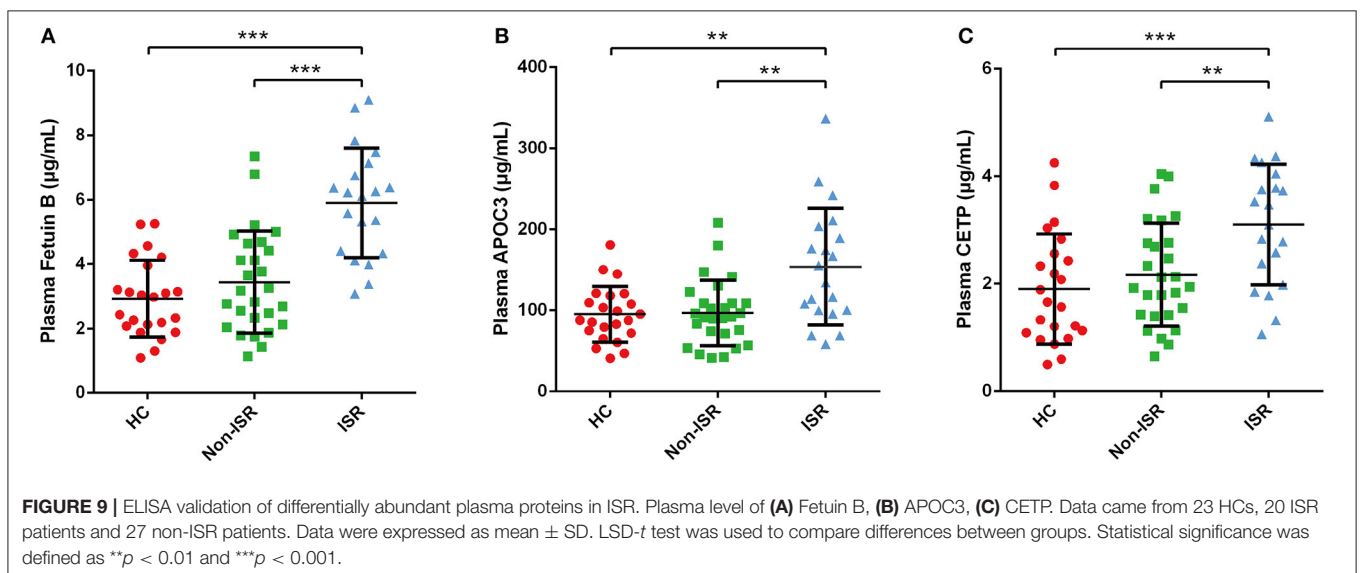 A
***
***
Plasma Fetuin B (µg/mL)
10
8
6
4
2
0
HC
Non-ISR
ISR
B
**
**
Plasma APOC3 (µg/mL)
400
300
200
100
0
HC
Non-ISR
ISR
C
***
**
Plasma CETP (µg/mL)
6
4
2
0
HC
Non-ISR
ISR
FIGURE 9 | ELISA validation of differentially abundant plasma proteins in ISR. Plasma level of (A) Fetuin B, (B) APOC3, (C) CETP. Data came from 23 HCs, 20 ISR
patients and 27 non-ISR patients. Data were expressed as mean ± SD. LSD-t test was used to compare differences between groups. Statistical significance was
defined as **p < 0.01 and ***p < 0.001.